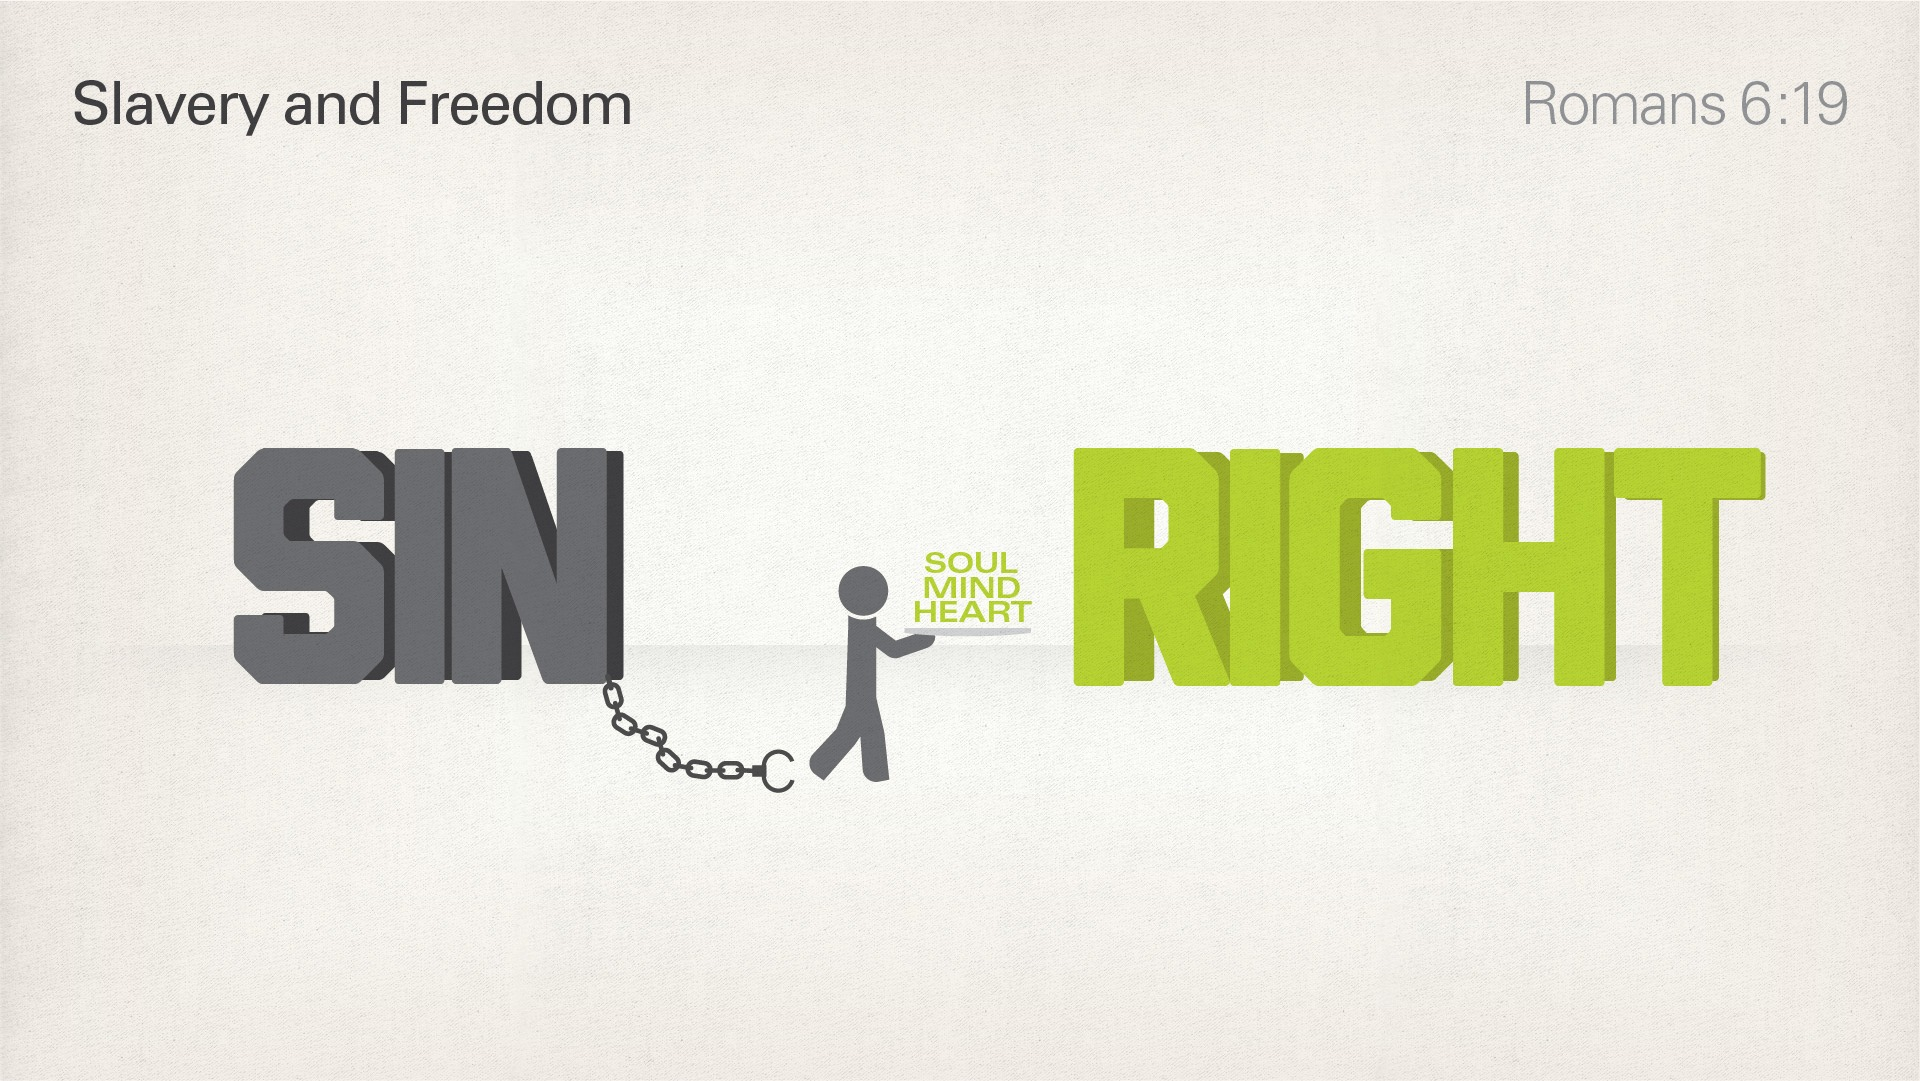 Slavery and Freedom
Romans 6:19
SIN
SOUL
MIND
HEART
RIGHT